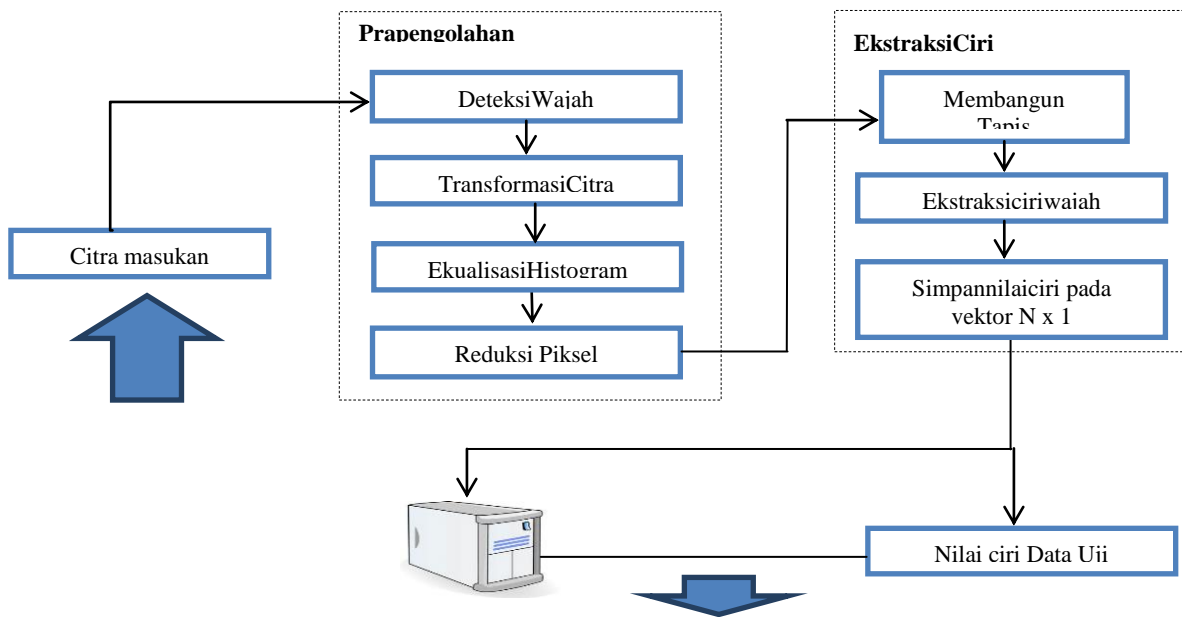 Prapengolahan
DeteksiWajah
TransformasiCitra
EkualisasiHistogram
Reduksi Piksel
Citra masukan
EkstraksiCiri
Membangun
Tapis
Ekstraksiciriwajah
Simpannilaiciri pada
vektor N x 1
Nilai ciri Data Uji